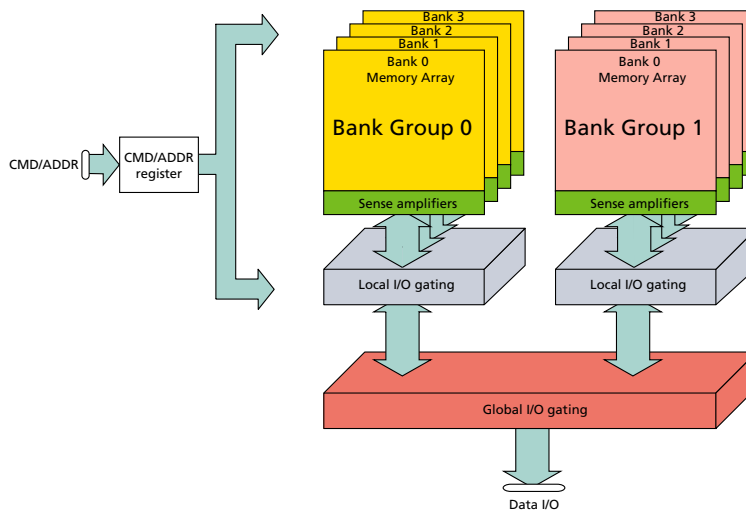 Bank 3
Bank 2
Bank 1
Bank 0
Memory Array
Bank Group 0
Sense amplifiers
Bank 3
Bank 2
Bank 1
Bank 0
Memory Array
Bank Group 1
Sense amplifiers
CMD/ADDR
CMD/ADDR
register
Local I/O gating
Local I/O gating
Global I/O gating
Data I/O